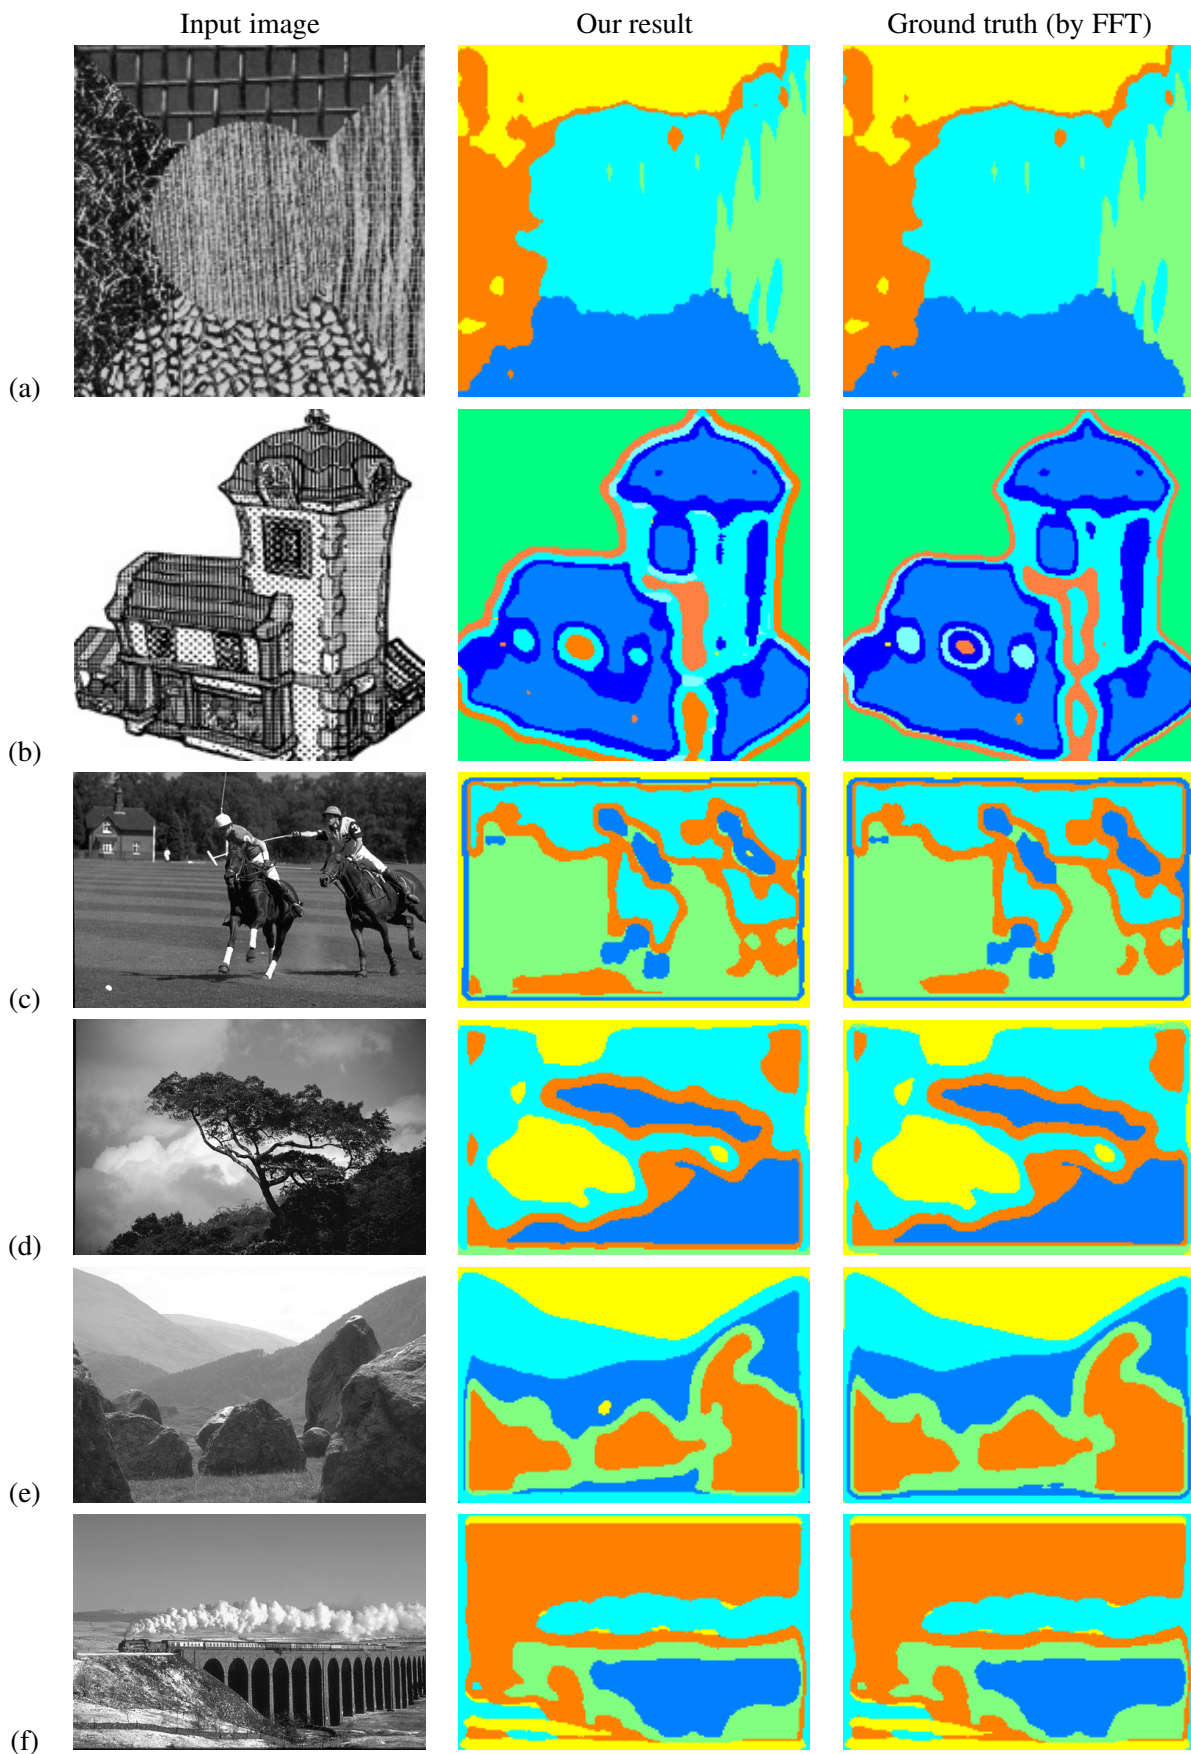 Input image Our result Ground truth (by FFT)
(a)
(b)
(c)
(d)
(e)
(f)